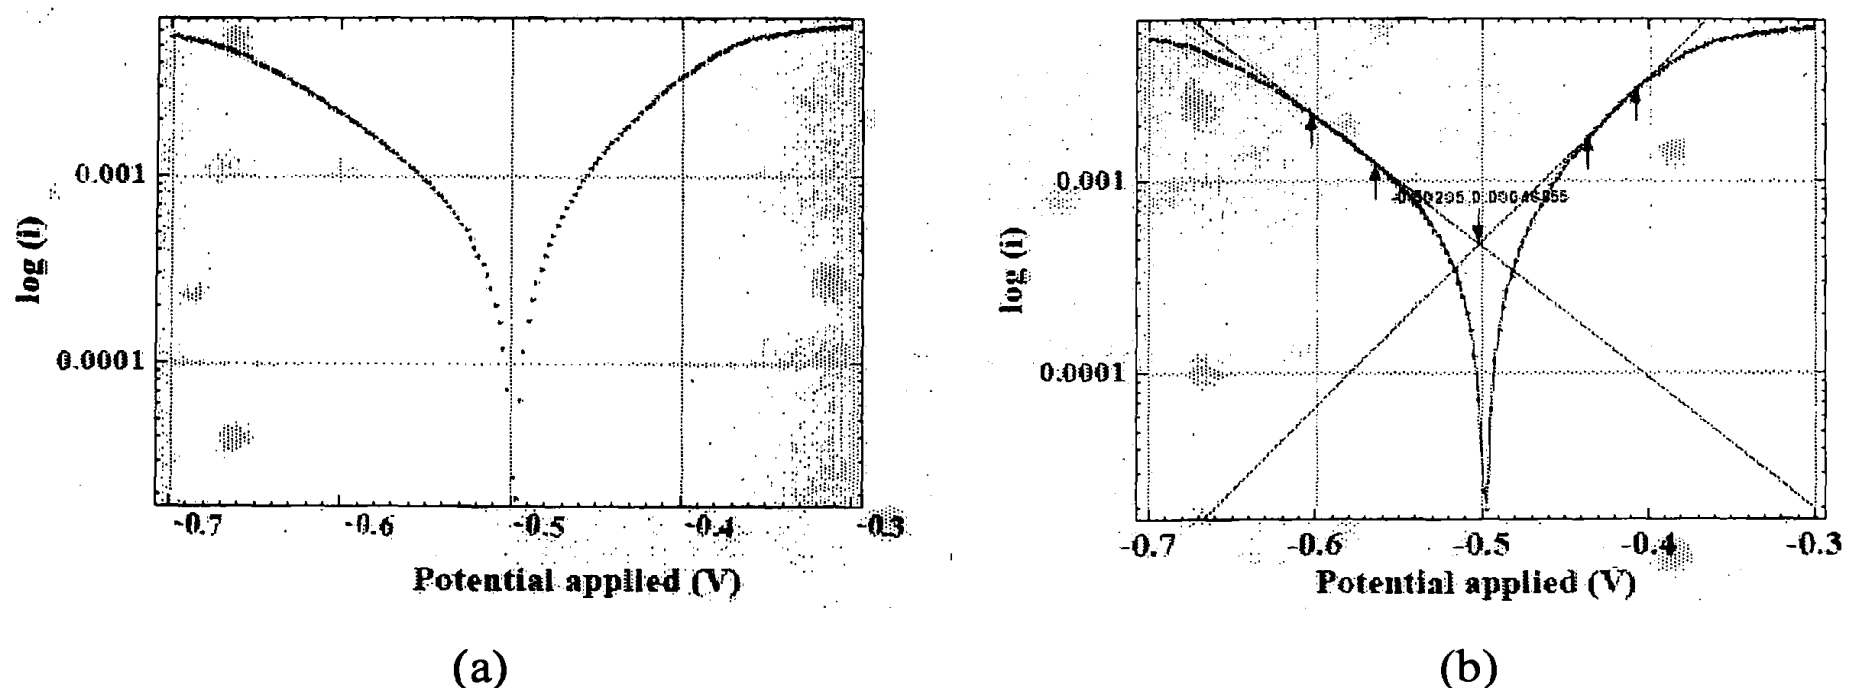 0.001
0.0001
log (i)
-0.7 -0.6 -0.5 -0.4 -0.3
Potential applied (V)
(a)
0.001
0.0001
log (i)
-0.7 -0.6 -0.5 -0.4 -0.3
Potential applied (V)
(b)